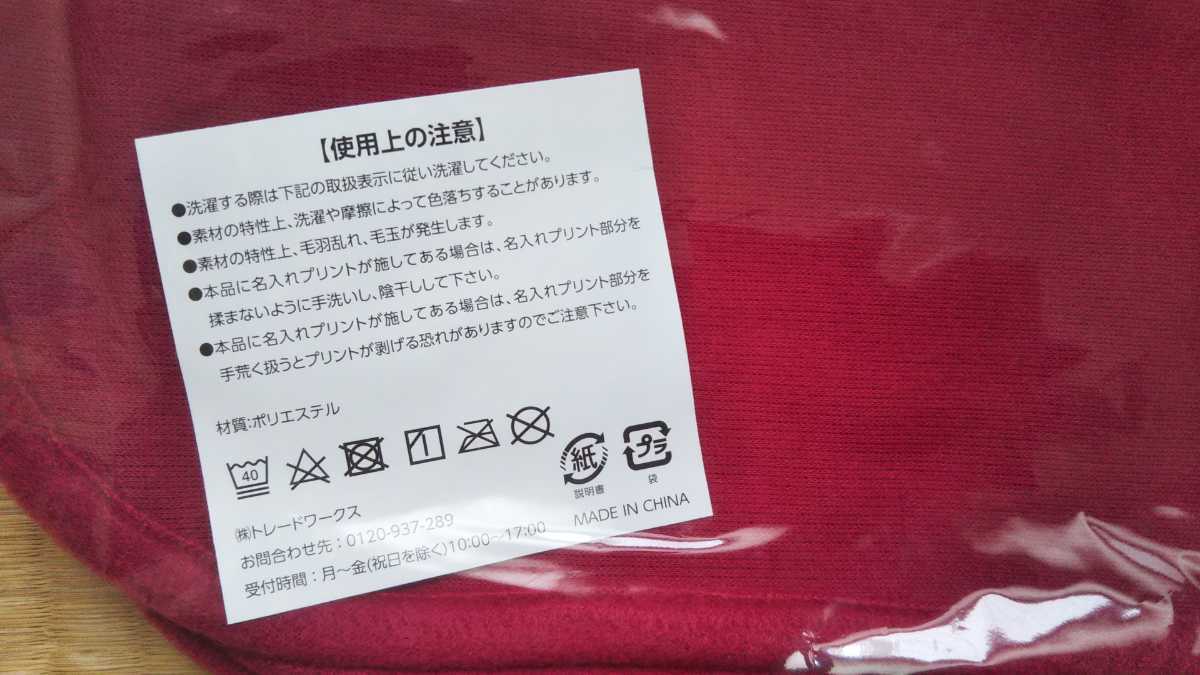 【使用上の注意】
●洗濯する際は下記の取扱表示に従い洗濯してください。
●素材の特性上、洗濯や摩擦によって色落ちすることがあります。
●素材の特性上、毛羽乱れ、毛玉が発生します。
●本品に名入れプリントが施してある場合は、名入れプリント部分を
揉まないように手洗いし、陰干しして下さい。
●本品に名入れプリントが施してある場合は、名入れプリント部分を
手荒く扱うとプリントが剥げる恐れがありますのでご注意下さい。
材質:ポリエステル
40
紙
説明書
プラ
袋
㈱トレードワークス
お問合わせ先：0120-937-289
受付時間：月〜金(祝日を除く)10:00〜17:00
MADE IN CHINA